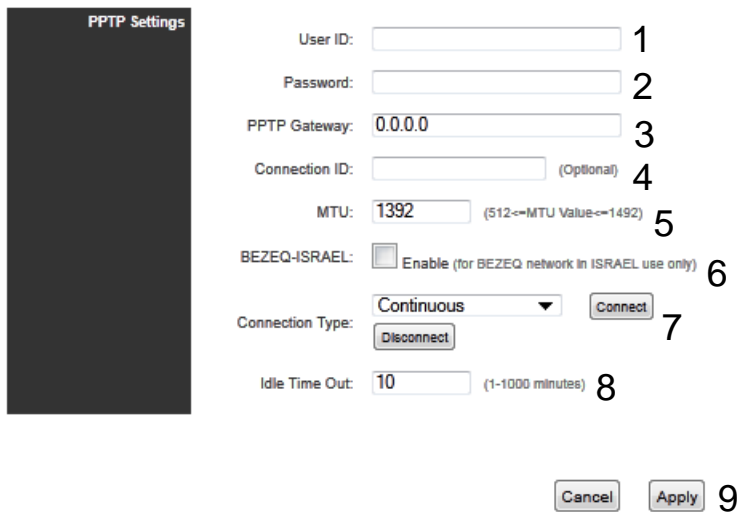 PPTP Settings
User ID: 1
Password: 2
PPTP Gateway: 0.0.0.0 3
Connection ID: (Optional) 4
MTU: 1392 (512<=MTU Value<=1492) 5
BEZEQ-ISRAEL: Enable (for BEZEQ network in ISRAEL use only) 6
Connection Type: Continuous Connect 7
Disconnect
Idle Time Out: 10 (1-1000 minutes) 8
Cancel Apply 9